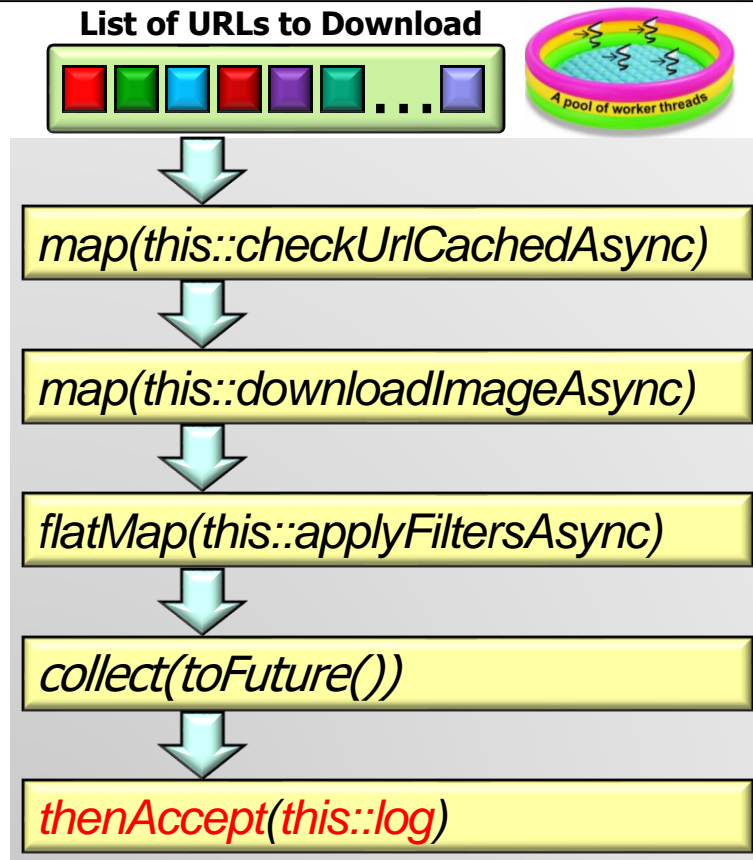 List of URLs to Download
...
A pool of worker threads
map(this::checkUrlCachedAsync)
map(this::downloadImageAsync)
flatMap(this::applyFiltersAsync)
collect(toFuture())
thenAccept(this::log)